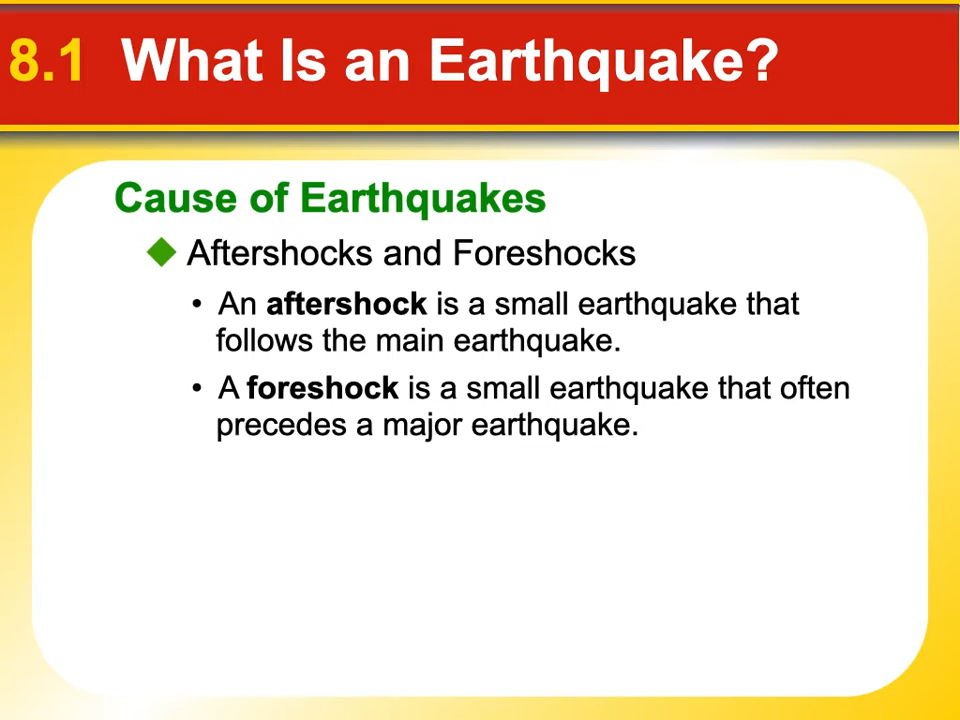 8.1 What Is an Earthquake?
Cause of Earthquakes
Aftershocks and Foreshocks
• An aftershock is a small earthquake that
follows the main earthquake.
• A foreshock is a small earthquake that often
precedes a major earthquake.